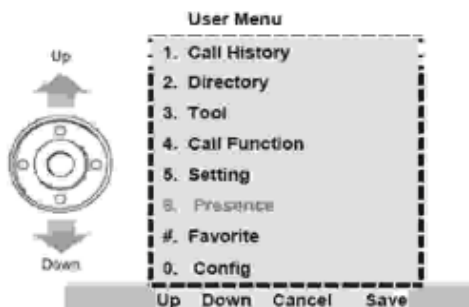 User Menu
Up
1. Call History
2. Directory
3. Tool
4. Call Function
5. Setting
6. Presence
#. Favorite
0. Config
Down
Up Down Cancel Save